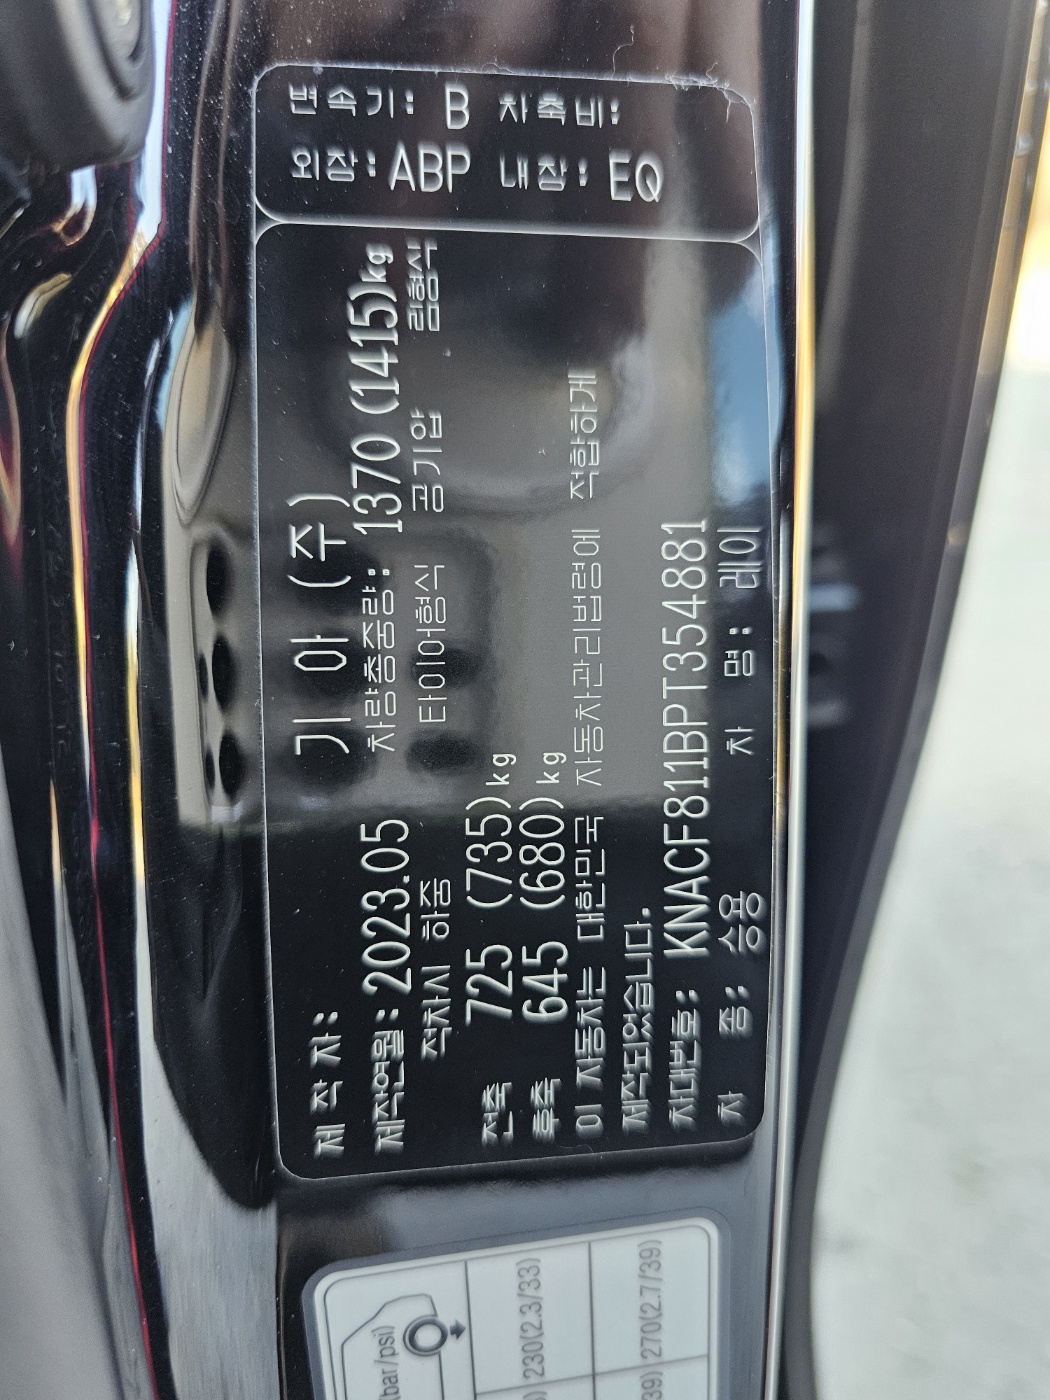 제 작 자: 기 아 (주)
제작연월: 2023.05 차량총중량: 1370 (1415)kg
적차시 하중 타이어형식 공기압 림형식
전축 725 (735)kg
후축 645 (680)kg
이 자동차는 대한민국 자동차관리법령에 적합하게
제작되었습니다.
차대번호: KNACF811BPT354881
차 종: 승용 차 명: 레이
변속기: B 차축비:
외장: ABP 내장: EQ
bar/psi)
230(2.3/33)
39) 270(2.7/39)